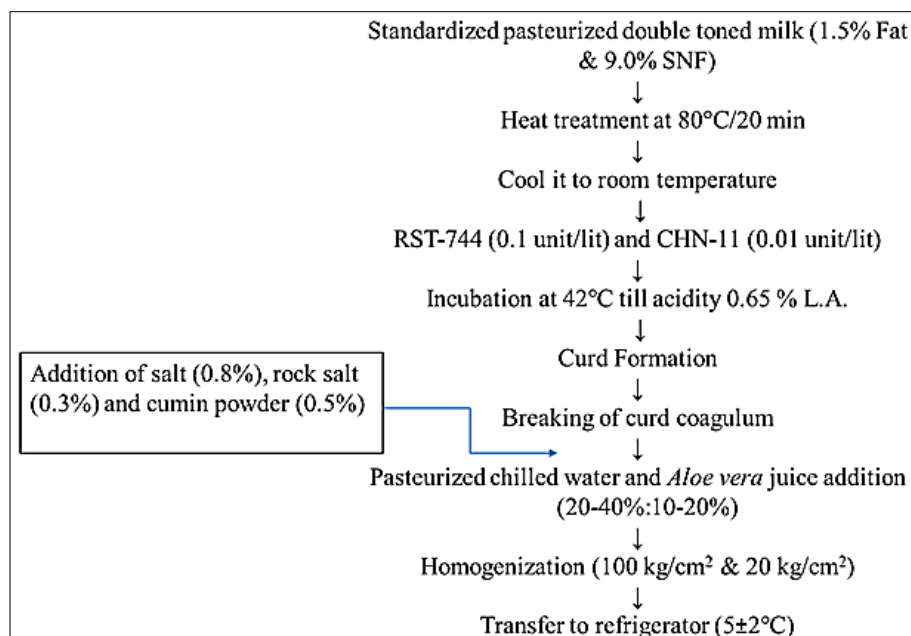 Standardized pasteurized double toned milk (1.5% Fat
& 9.0% SNF)
↓
Heat treatment at 80°C/20 min
↓
Cool it to room temperature
↓
RST-744 (0.1 unit/lit) and CHN-11 (0.01 unit/lit)
↓
Incubation at 42°C till acidity 0.65 % L.A.
↓
Curd Formation
↓
Addition of salt (0.8%), rock salt
(0.3%) and cumin powder (0.5%)
Breaking of curd coagulum
↓
Pasteurized chilled water and Aloe vera juice addition
(20-40%:10-20%)
↓
Homogenization (100 kg/cm² & 20 kg/cm²)
↓
Transfer to refrigerator (5±2°C)